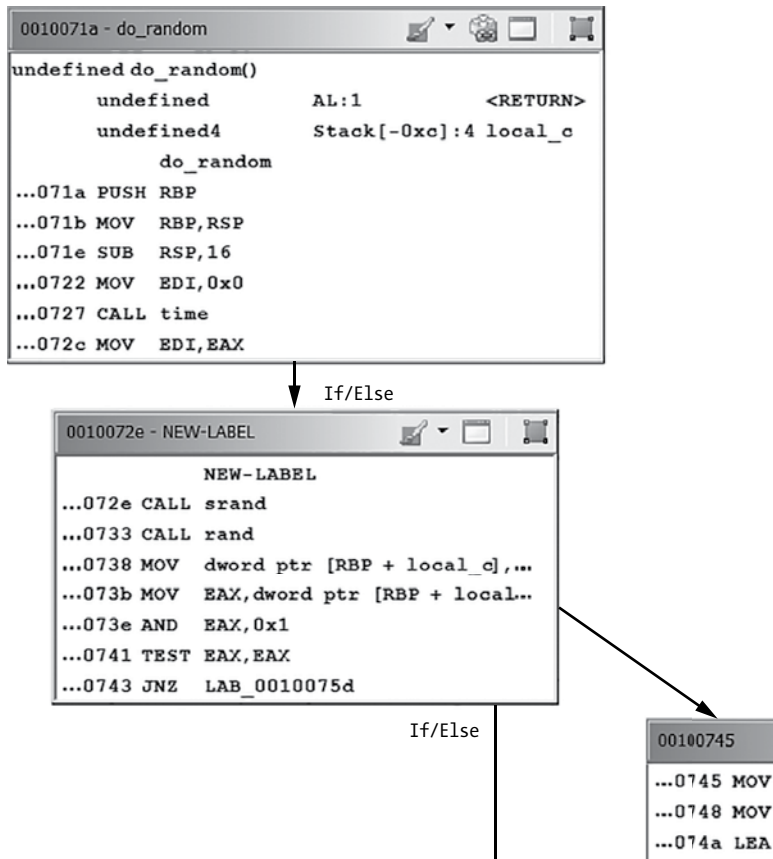 0010071a - do_random
undefined do_random()
undefined AL:1 <RETURN>
undefined4 Stack[-0xc]:4 local_c
do_random
...071a PUSH RBP
...071b MOV RBP,RSP
...071e SUB RSP,16
...0722 MOV EDI,0x0
...0727 CALL time
...072c MOV EDI,EAX
If/Else
0010072e - NEW-LABEL
NEW-LABEL
...072e CALL srand
...0733 CALL rand
...0738 MOV dword ptr [RBP + local_c],...
...073b MOV EAX,dword ptr [RBP + local...
...073e AND EAX,0x1
...0741 TEST EAX,EAX
...0743 JNZ LAB_0010075d
If/Else
00100745
...0745 MOV
...0748 MOV
...074a LEA